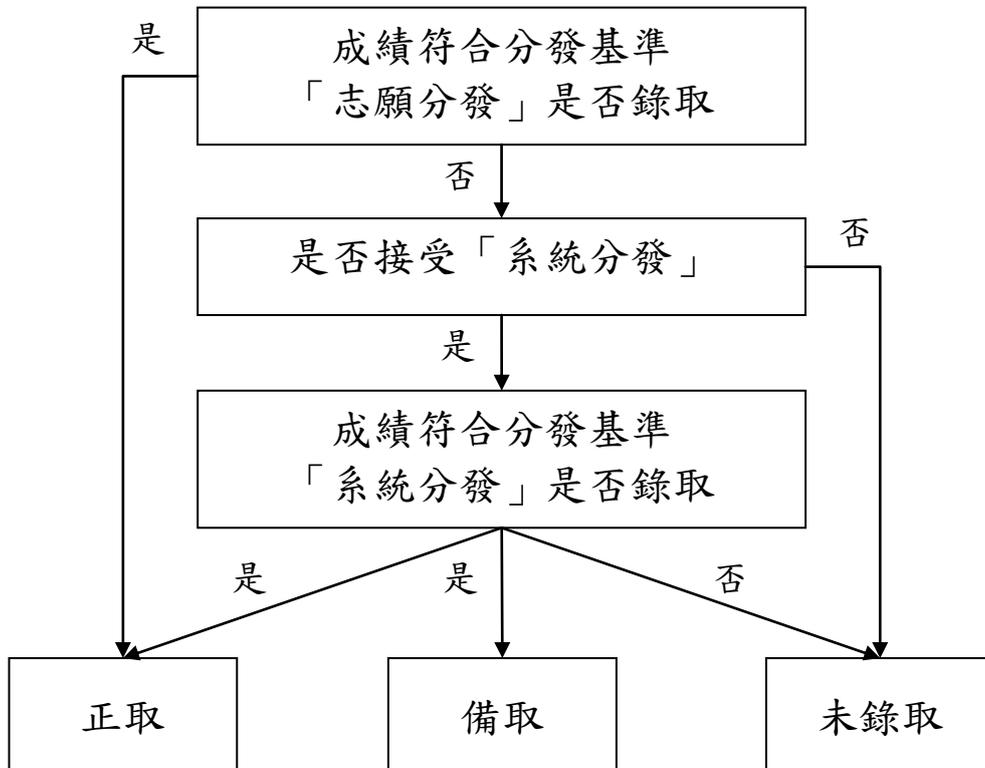 是
成績符合分發基準
「志願分發」是否錄取
否
是否接受「系統分發」
否
是
成績符合分發基準
「系統分發」是否錄取
是
是
否
正取
備取
未錄取